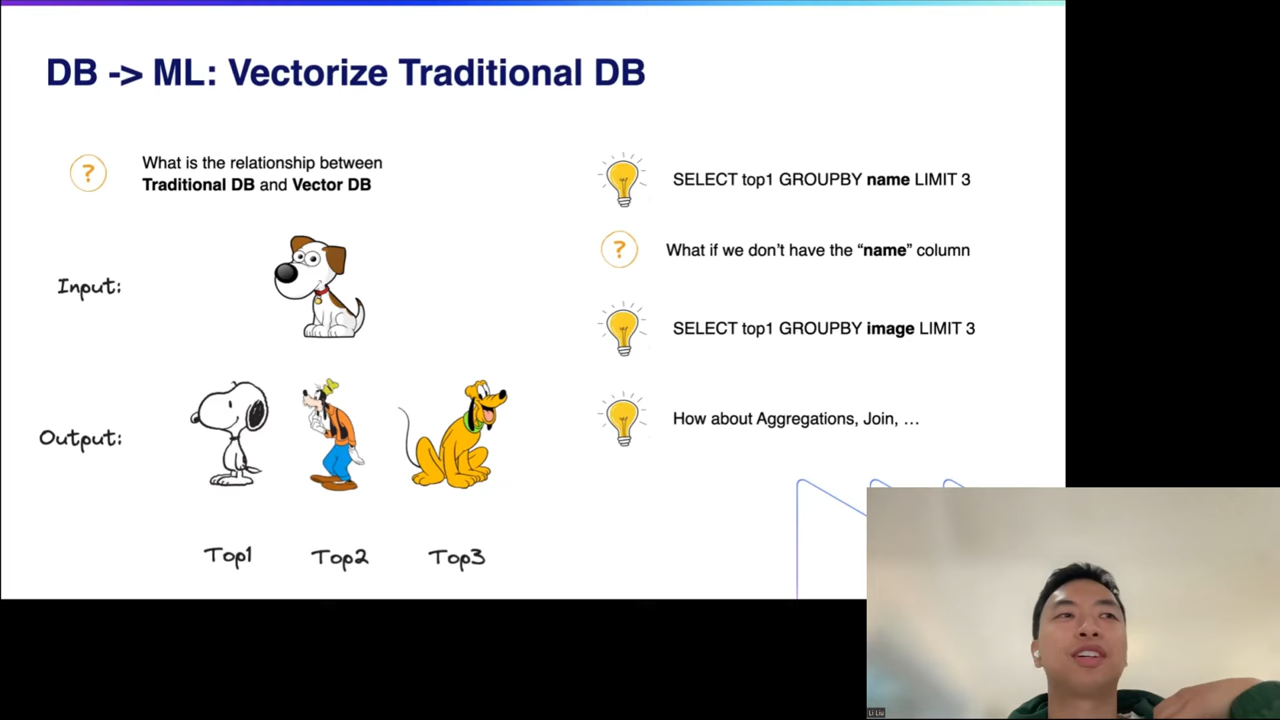 DB -> ML: Vectorize Traditional DB
?
What is the relationship between
Traditional DB and Vector DB
Input:
Output:
Top1
Top2
Top3
SELECT top1 GROUPBY name LIMIT 3
?
What if we don’t have the “name” column
SELECT top1 GROUPBY image LIMIT 3
How about Aggregations, Join, …
Li Liu